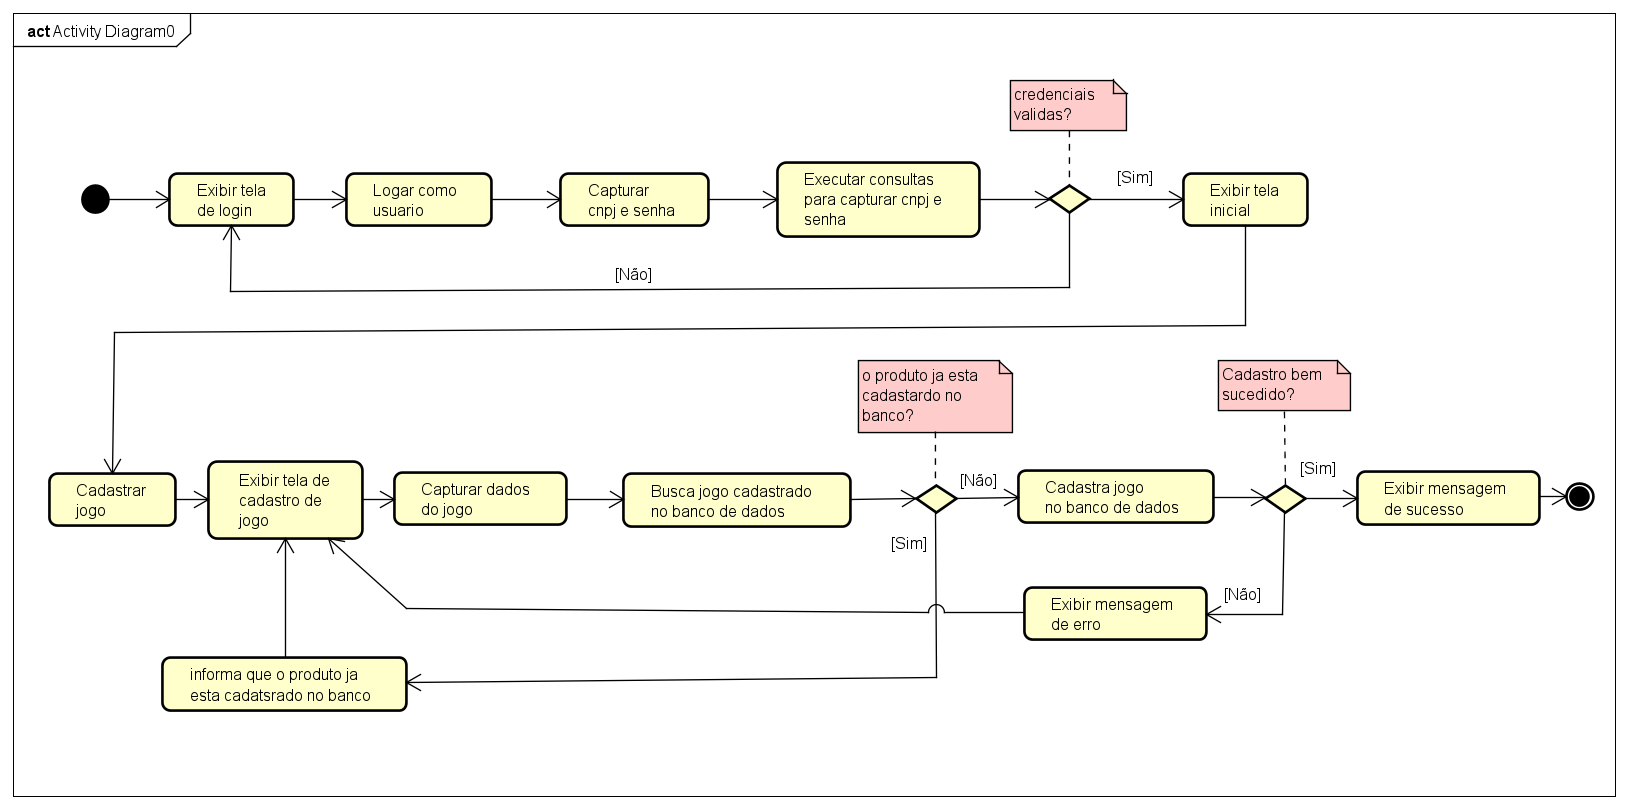 act Activity Diagram0
credenciais
validas?
Exibir tela
de login
Logar como
usuario
Capturar
cnpj e senha
Executar consultas
para capturar cnpj e
senha
[Sim]
Exibir tela
inicial
[Não]
o produto ja esta
cadastardo no
banco?
Cadastro bem
sucedido?
Cadastrar
jogo
Exibir tela de
cadastro de
jogo
Capturar dados
do jogo
Busca jogo cadastrado
no banco de dados
[Não]
Cadastra jogo
no banco de dados
[Sim]
Exibir mensagem
de sucesso
[Sim]
[Não]
Exibir mensagem
de erro
informa que o produto ja
esta cadatsrado no banco